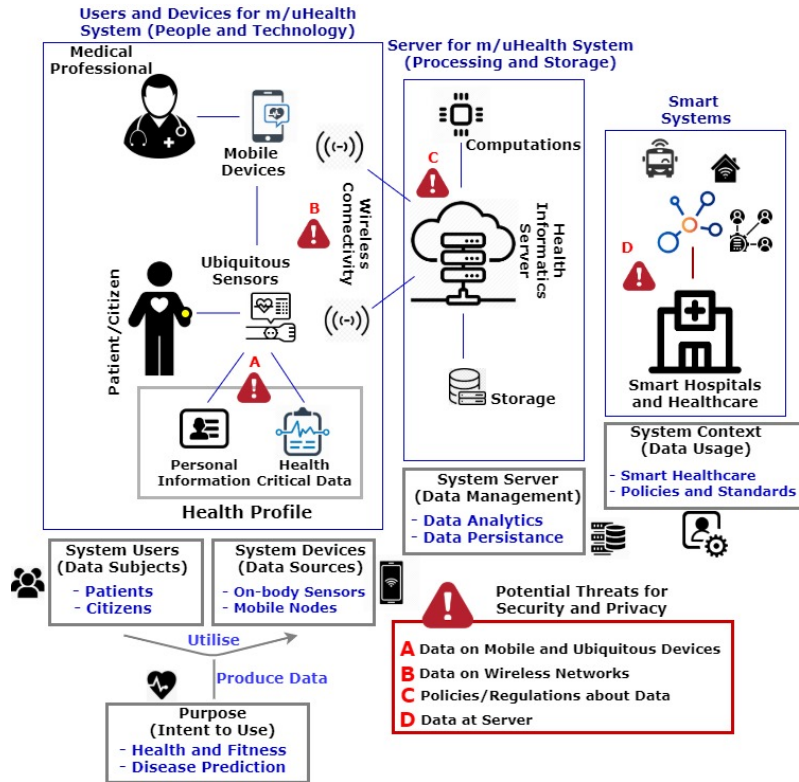 Users and Devices for m/uHealth
System (People and Technology)
Medical
Professional
Mobile
Devices
B
Wireless
Connectivity
Ubiquitous
Sensors
Patient/Citizen
A
Personal
Information
Health
Critical Data
Health Profile
Server for m/uHealth System
(Processing and Storage)
Computations
C
Health
Informatics
Server
Storage
Smart
Systems
D
Smart Hospitals
and Healthcare
System Context
(Data Usage)
- Smart Healthcare
- Policies and Standards
System Server
(Data Management)
- Data Analytics
- Data Persistance
System Users
(Data Subjects)
- Patients
- Citizens
System Devices
(Data Sources)
- On-body Sensors
- Mobile Nodes
Utilise
Produce Data
Purpose
(Intent to Use)
- Health and Fitness
- Disease Prediction
Potential Threats for
Security and Privacy
A Data on Mobile and Ubiquitous Devices
B Data on Wireless Networks
C Policies/Regulations about Data
D Data at Server